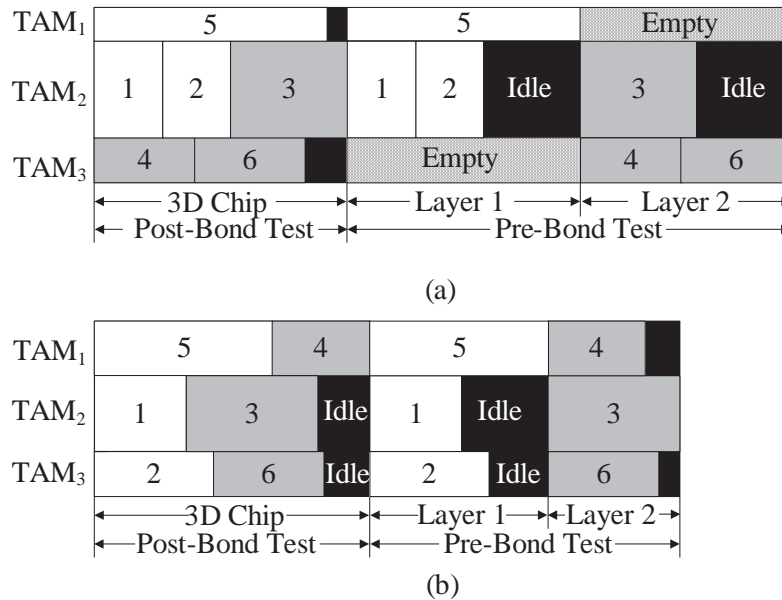 TAM1 5 5 Empty
TAM2 1 2 3 1 2 Idle 3 Idle
TAM3 4 6 Empty 4 6
3D Chip Layer 1 Layer 2
Post-Bond Test Pre-Bond Test
(a)
TAM1 5 4 5 4
TAM2 1 3 Idle 1 Idle 3
TAM3 2 6 Idle 2 Idle 6
3D Chip Layer 1 Layer 2
Post-Bond Test Pre-Bond Test
(b)